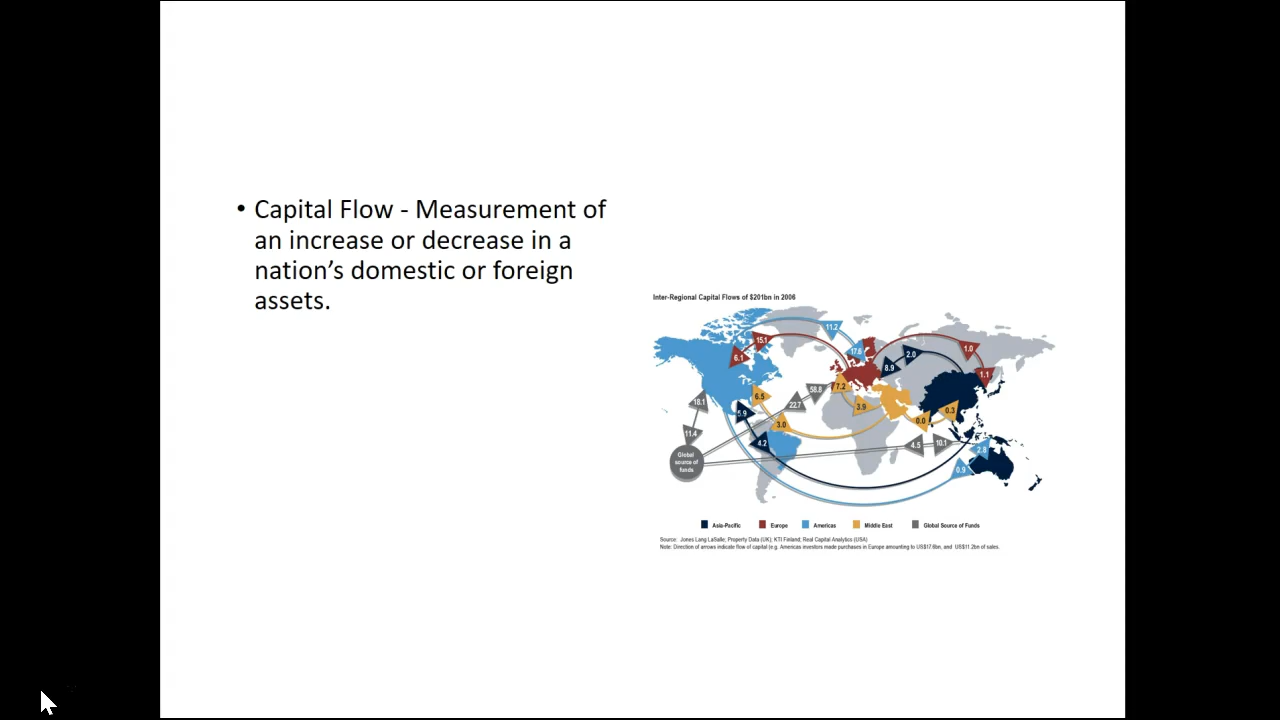 • Capital Flow - Measurement of
an increase or decrease in a
nation’s domestic or foreign
assets.
Inter-Regional Capital Flows of $201bn in 2006
11.2
15.1
17.6
6.1
1.0
2.0
8.9
1.1
7.2
58.8
6.5
18.1
22.7
3.9
0.3
5.9
0.0
3.0
11.4
4.2
4.5
10.1
2.8
Global
source of
funds
0.9
Asia-Pacific Europe Americas Middle East Global Source of Funds
Source: Jones Lang LaSalle; Property Data (UK); KTI Finland; Real Capital Analytics (USA)
Note: Direction of arrows indicate flow of capital (e.g. Americas investors made purchases in Europe amounting to US$17.6bn, and US$11.2bn of sales.